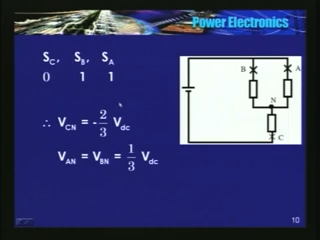 Power Electronics
S_C, S_B, S_A
0 1 1
∴ V_CN = -2/3 V_dc
V_AN = V_BN = 1/3 V_dc
B A
N
C
10